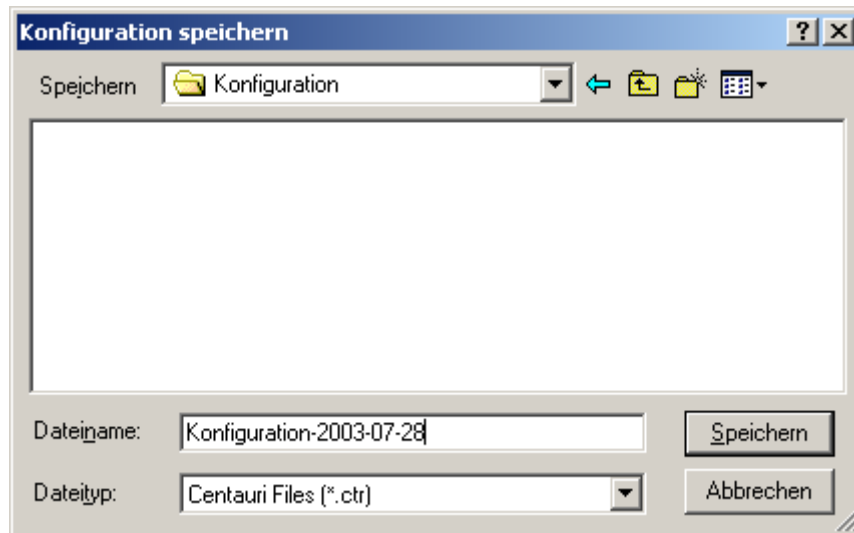 Konfiguration speichern
Speichern Konfiguration
Dateiname: Konfiguration-2003-07-28 Speichern
Dateityp: Centauri Files (*.ctr) Abbrechen